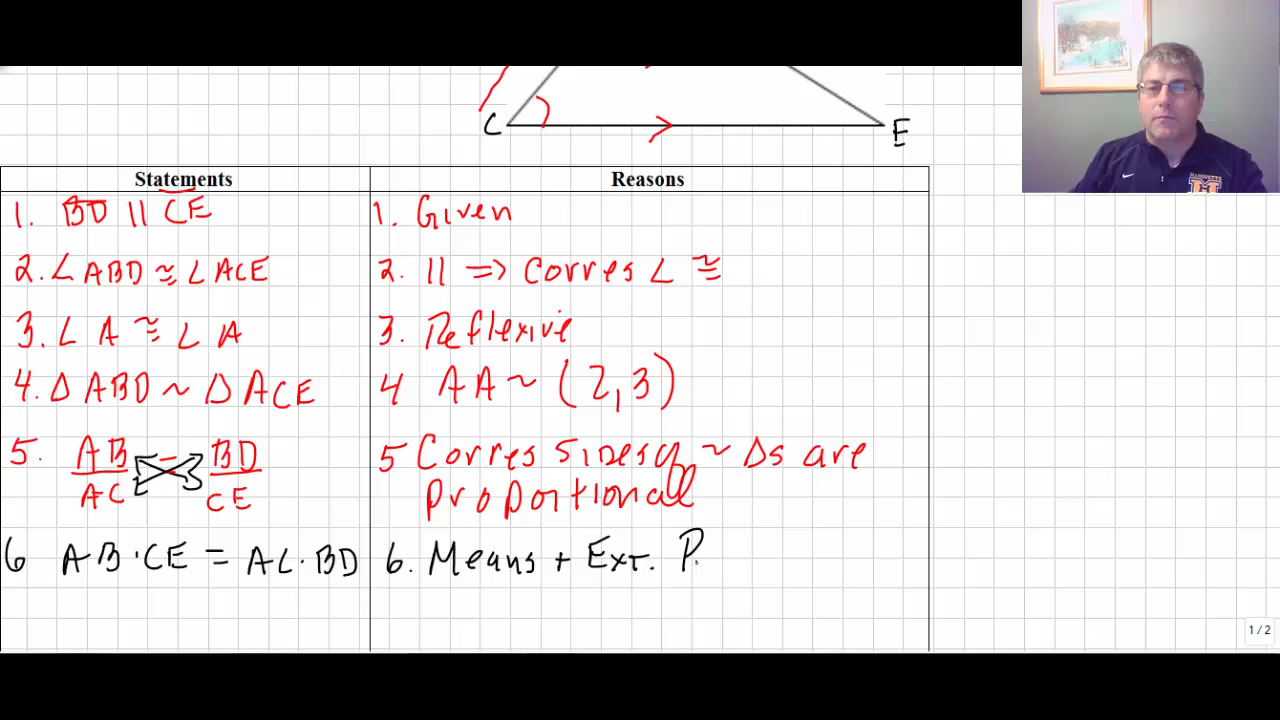 C
E
Statements
Reasons
1. BD || CE
1. Given
2. ∠ ABD ≅ ∠ ACE
2. || => Corres ∠ ≅
3. ∠ A ≅ ∠ A
3. Reflexive
4. Δ ABD ~ Δ ACE
4 AA ~ (2,3)
5. AB/AC = BD/CE
5 Corres Sides of ~ Δs are
proportional
6 AB · CE = AC · BD
6. Means + Ext. P.
1 / 2
MARQUETTE